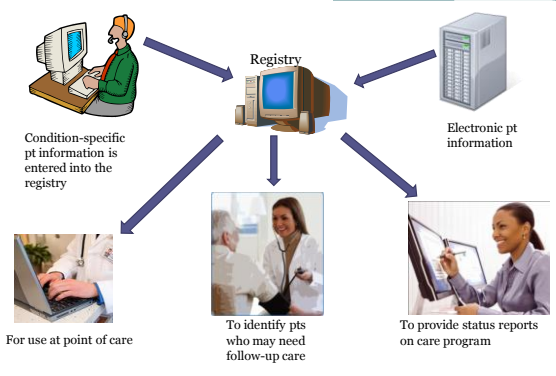 Registry
Condition-specific
pt information is
entered into the
registry
Electronic pt
information
For use at point of care
To identify pts
who may need
follow-up care
To provide status reports
on care program